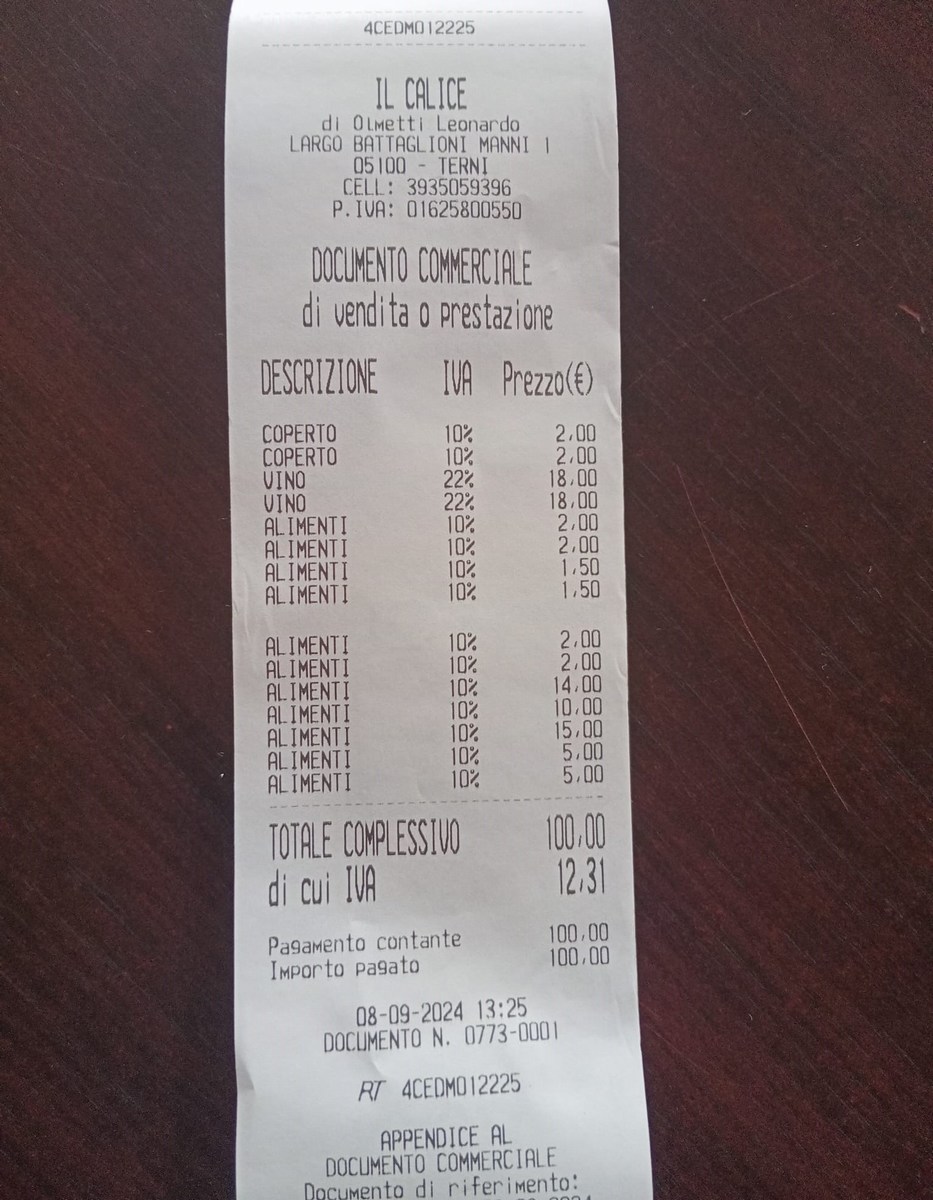 4CEDM012225
IL CALICE
di Olmetti Leonardo
LARGO BATTAGLIONI MANNI 1
05100 - TERNI
CELL: 3935059396
P.IVA: 01625800550
DOCUMENTO COMMERCIALE
di vendita o prestazione
DESCRIZIONE IVA Prezzo(€)
COPERTO 10% 2,00
COPERTO 10% 2,00
VINO 22% 18,00
VINO 22% 18,00
ALIMENTI 10% 2,00
ALIMENTI 10% 2,00
ALIMENTI 10% 1,50
ALIMENTI 10% 1,50
ALIMENTI 10% 2,00
ALIMENTI 10% 2,00
ALIMENTI 10% 14,00
ALIMENTI 10% 10,00
ALIMENTI 10% 15,00
ALIMENTI 10% 5,00
ALIMENTI 10% 5,00
TOTALE COMPLESSIVO 100,00
di cui IVA 12,31
Pagamento contante 100,00
Importo pagato 100,00
08-09-2024 13:25
DOCUMENTO N. 0773-0001
RT 4CEDM012225
APPENDICE AL
DOCUMENTO COMMERCIALE
Documento di riferimento: